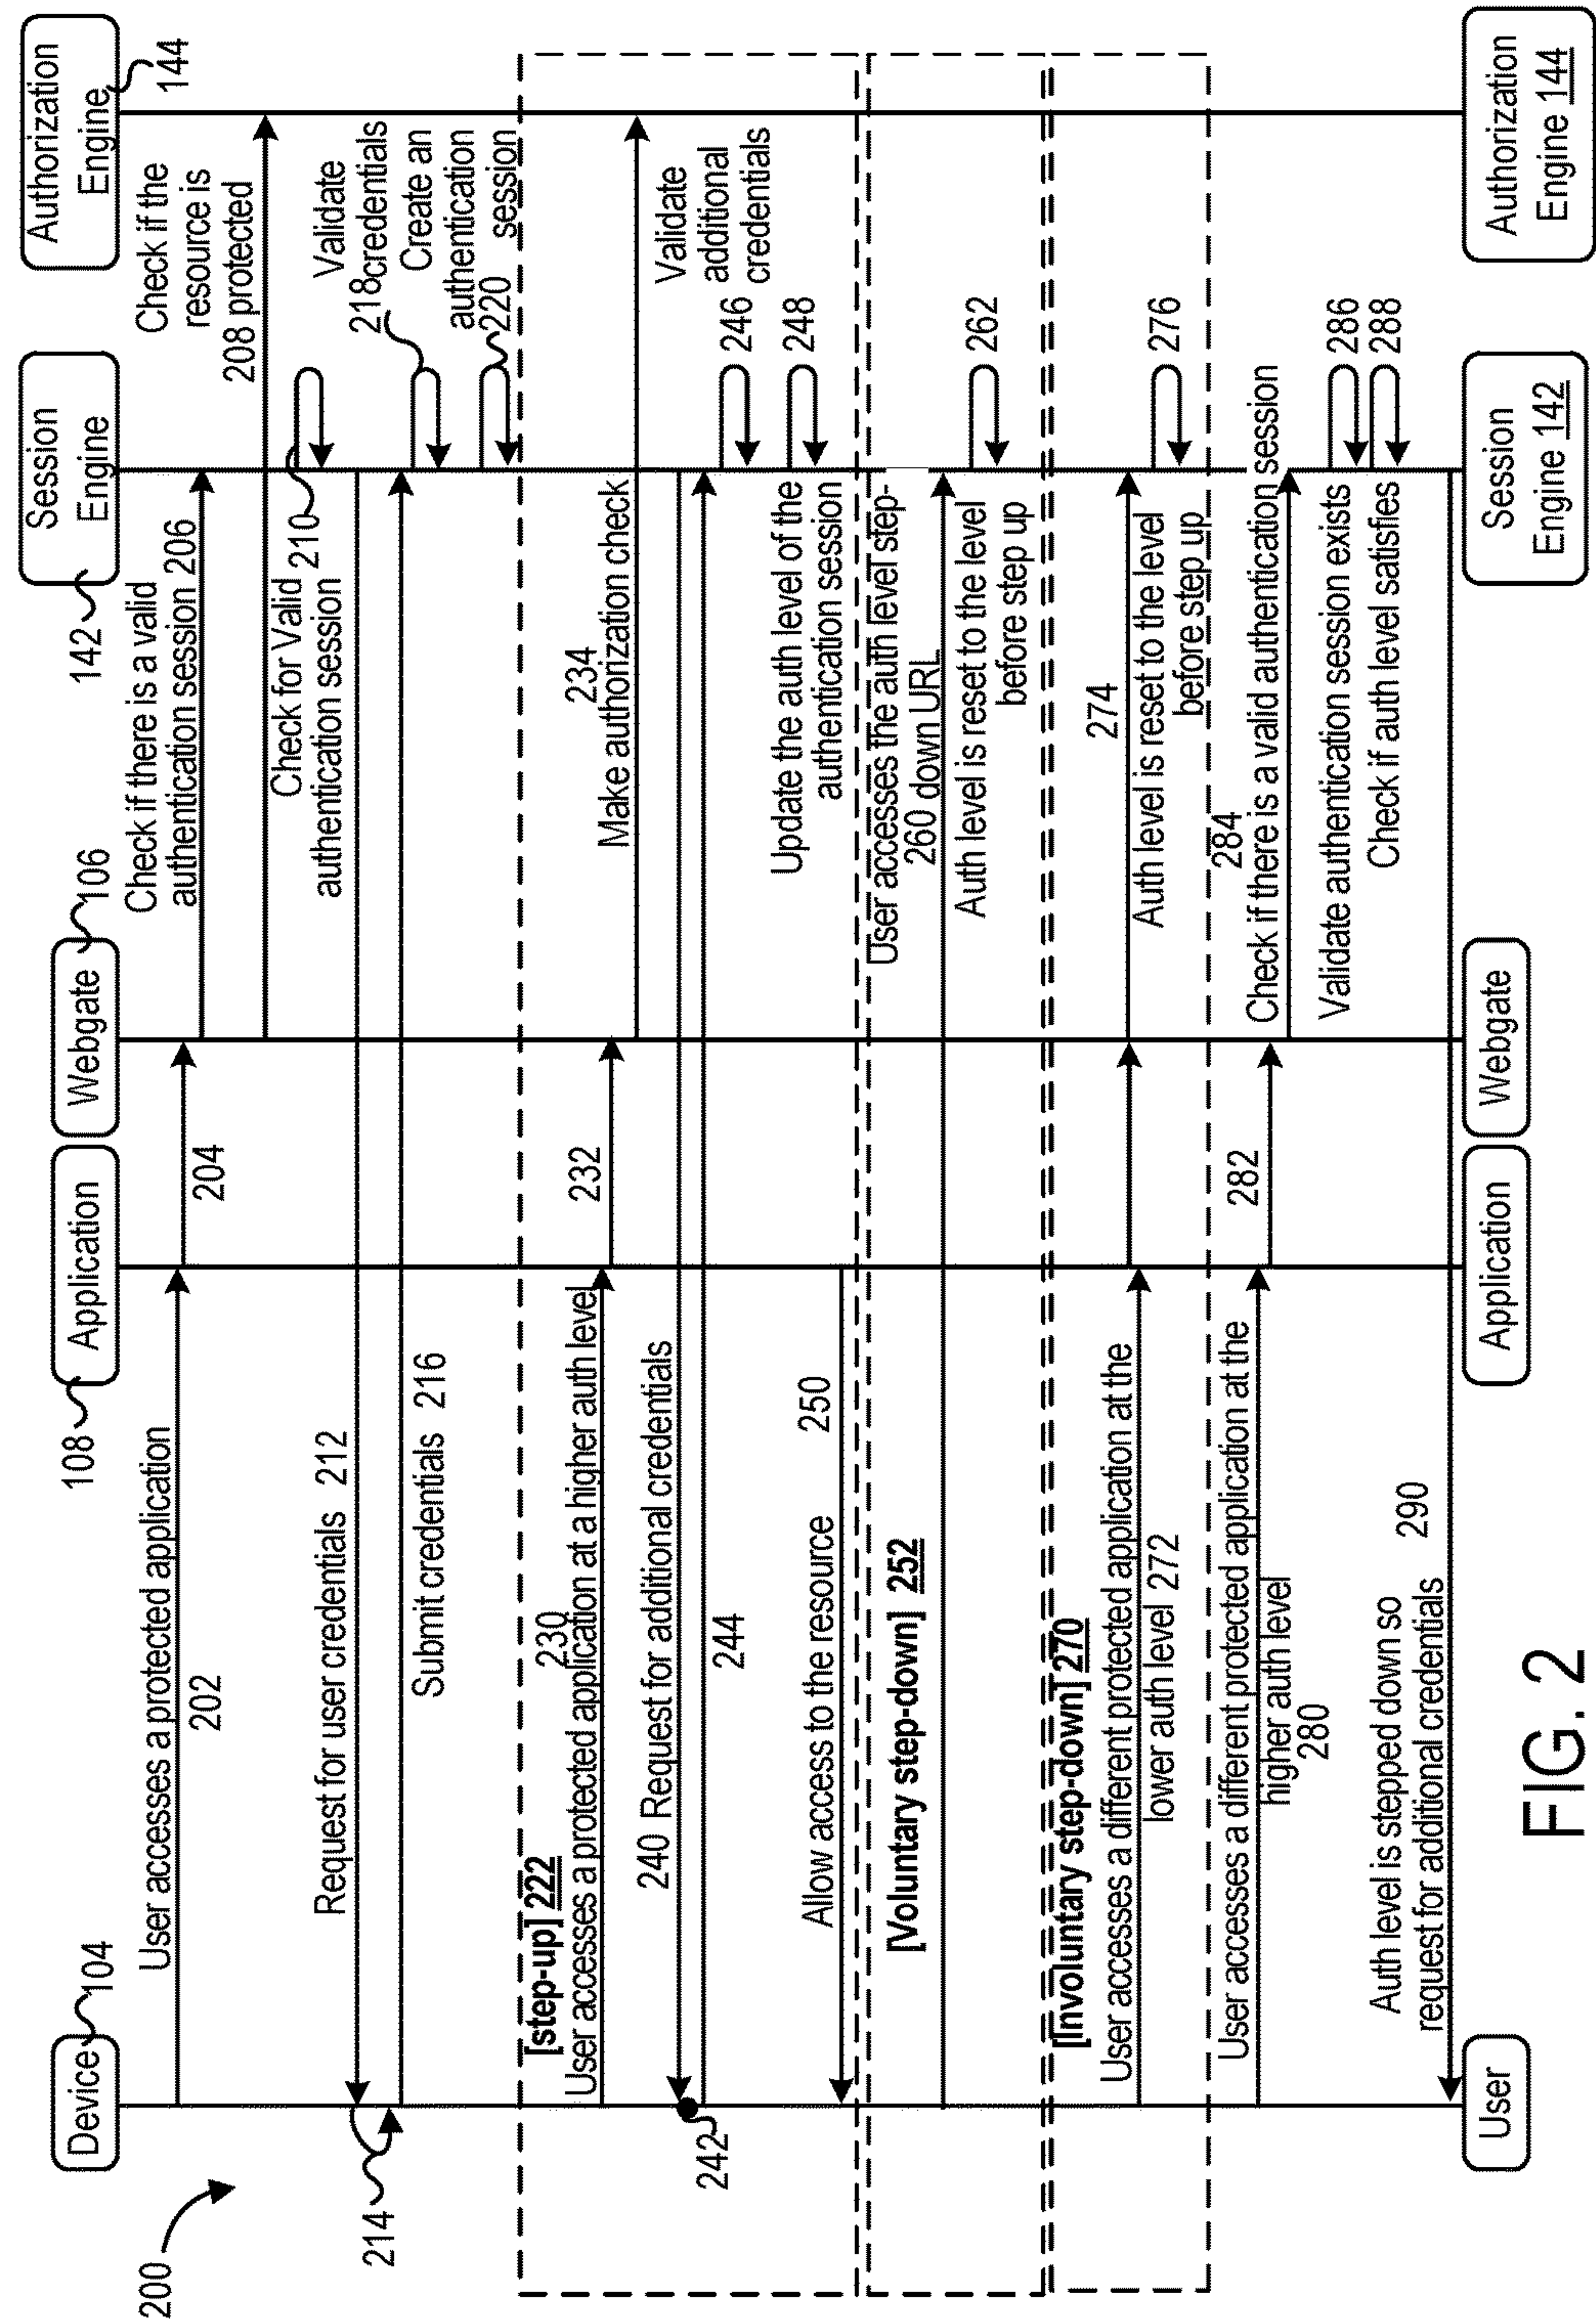 200
Device
104
108
Application
Webgate
106
142
Session
Engine
Authorization
Engine
144
User accesses a protected application
202
204
Check if there is a valid
authentication session 206
Check if the
resource is
208 protected
Check for Valid
authentication session
210
Request for user credentials 212
214
Submit credentials 216
Validate
218 credentials
Create an
authentication
220 session
[step-up] 222
230
User accesses a protected application at a higher auth level
232
234
Make authorization check
240 Request for additional credentials
242
244
Validate
additional
credentials
246
Update the auth level of the
authentication session
248
Allow access to the resource
250
[Voluntary step-down] 252
User accesses the auth level step-
260 down URL
Auth level is reset to the level
before step up
262
[Involuntary step-down] 270
User accesses a different protected application at the
lower auth level 272
274
Auth level is reset to the level
before step up
276
User accesses a different protected application at the
higher auth level
280
282
284
Check if there is a valid authentication session
Validate authentication session exists
286
Check if auth level satisfies
288
Auth level is stepped down so
request for additional credentials
290
User
Application
Webgate
Session
Engine 142
Authorization
Engine 144
FIG. 2